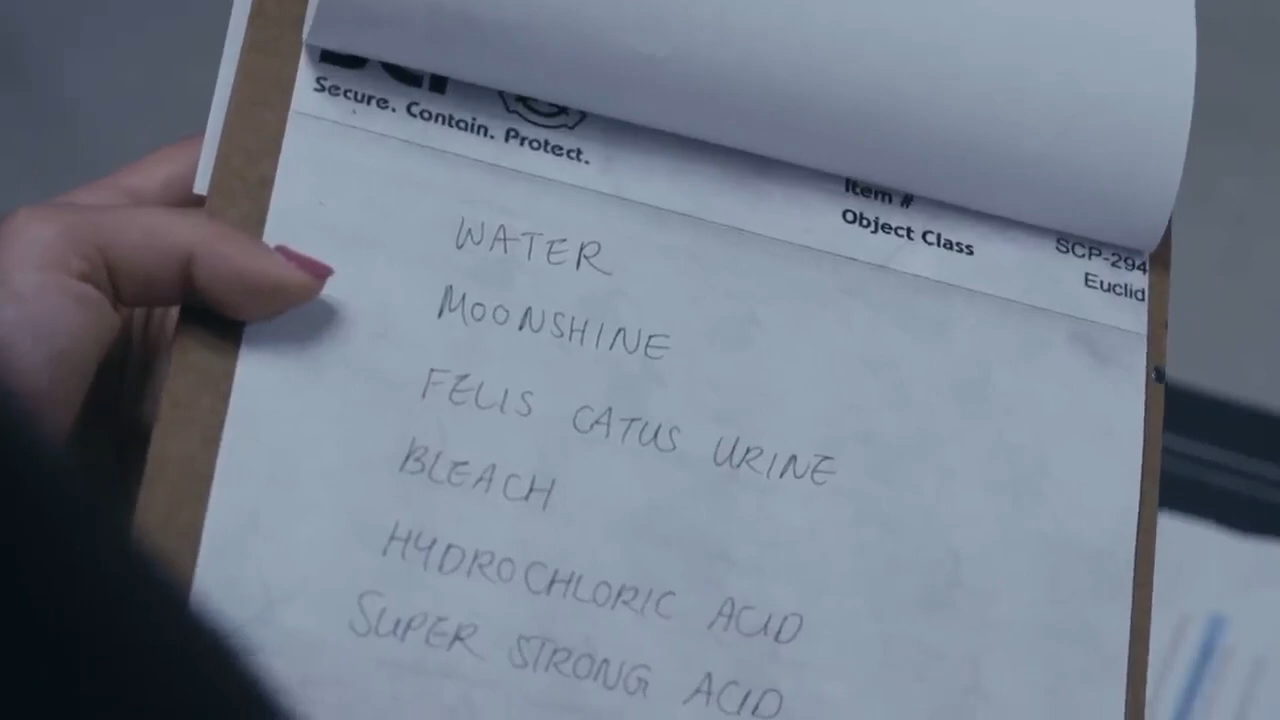 Secure. Contain. Protect.
Item # SCP-294
Object Class Euclid
WATER
MOONSHINE
FELIS CATUS URINE
BLEACH
HYDROCHLORIC ACID
SUPER STRONG ACID